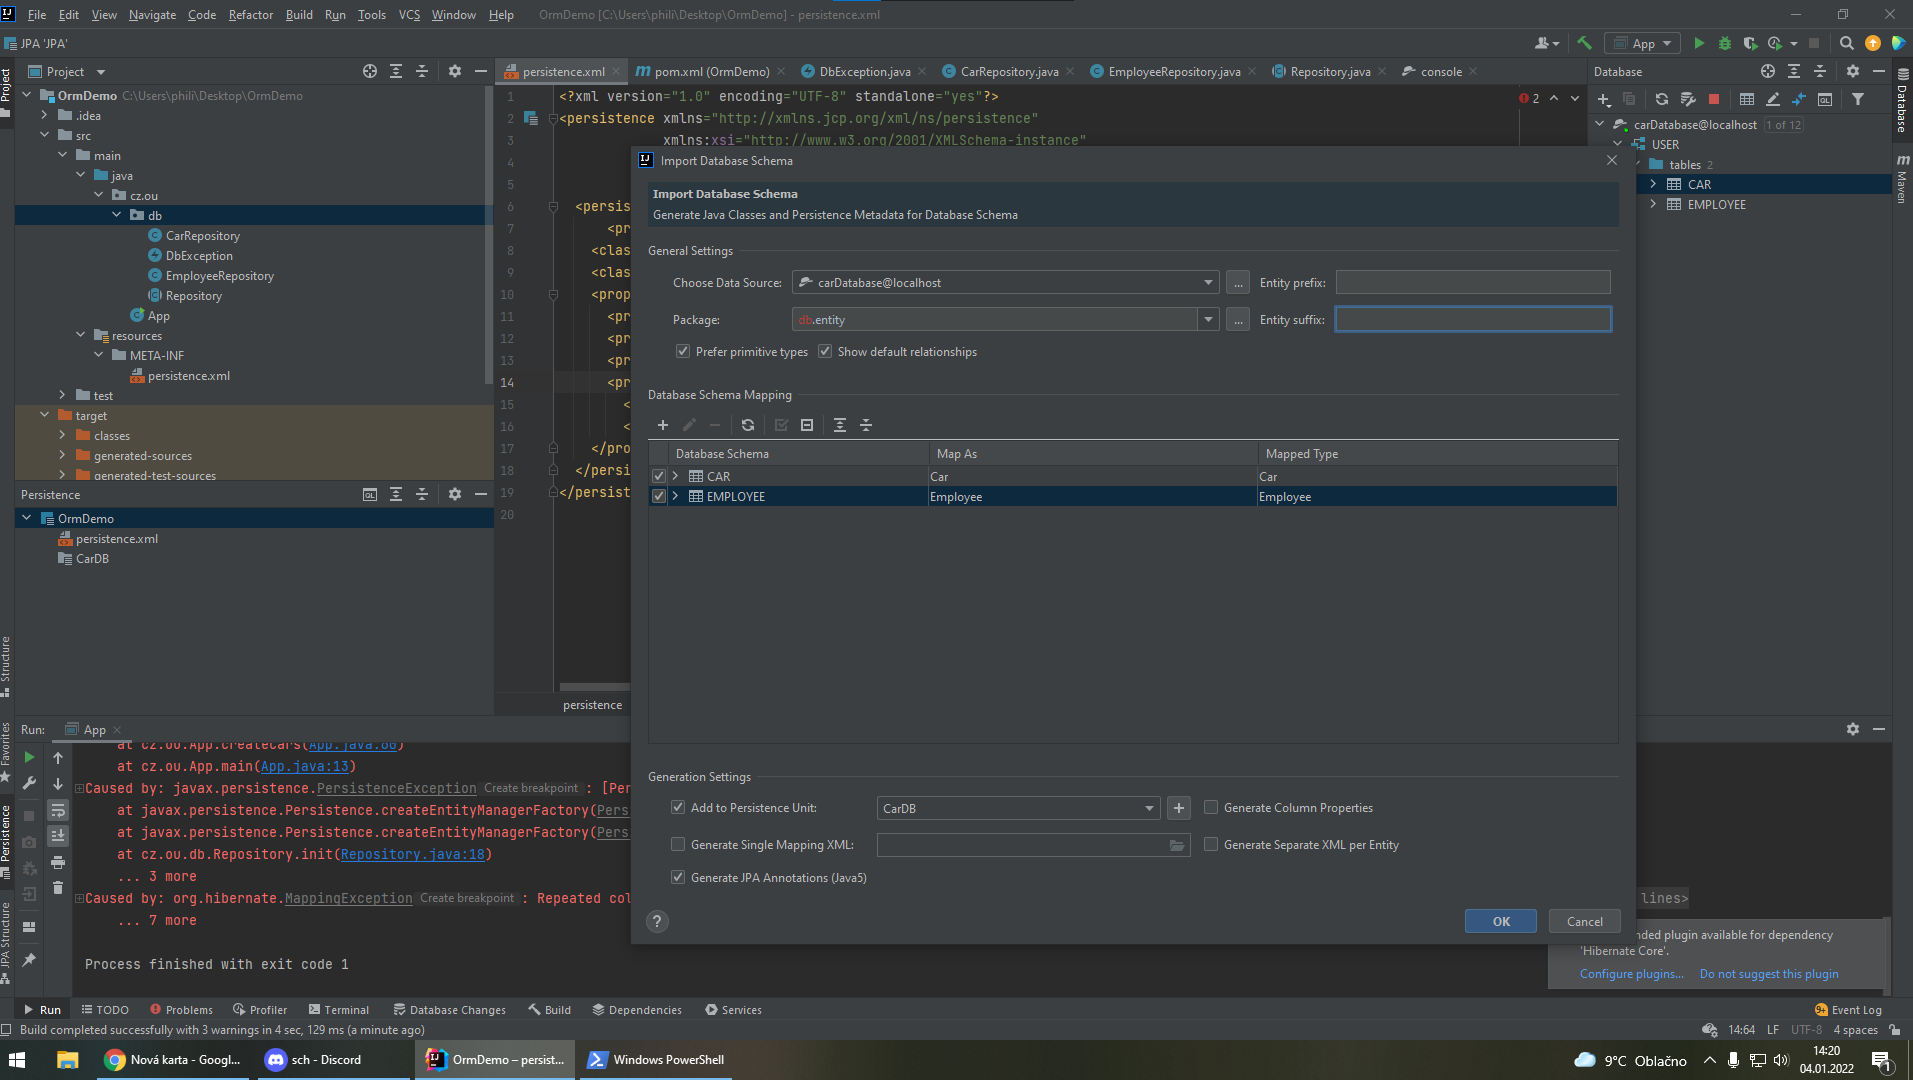 File Edit View Navigate Code Refactor Build Run Tools VCS Window Help OrmDemo [C:\Users\phili\Desktop\OrmDemo] - persistence.xml
JPA 'JPA'
App
Project
persistence.xml
pom.xml (OrmDemo)
DbException.java
CarRepository.java
EmployeeRepository.java
Repository.java
console
Database
Project
OrmDemo C:\Users\phili\Desktop\OrmDemo
.idea
src
main
java
cz.ou
db
CarRepository
DbException
EmployeeRepository
Repository
App
resources
META-INF
persistence.xml
test
target
classes
generated-sources
generated-test-sources
1 <?xml version="1.0" encoding="UTF-8" standalone="yes"?>
2 <persistence xmlns="http://xmlns.jcp.org/xml/ns/persistence"
3 xmlns:xsi="http://www.w3.org/2001/XMLSchema-instance"
4
5
6 <persis
7 <pr
8 <clas
9 <clas
10 <prop
11 <pr
12 <pr
13 <pr
14 <pr
15 <
16 <
17 </pro
18 </persi
19 </persist
20
2
persistence
carDatabase@localhost 1 of 12
USER
tables 2
CAR
EMPLOYEE
Database
Maven
Import Database Schema
Import Database Schema
Generate Java Classes and Persistence Metadata for Database Schema
General Settings
Choose Data Source: carDatabase@localhost ... Entity prefix:
Package: db.entity ... Entity suffix:
Prefer primitive types Show default relationships
Database Schema Mapping
Database Schema Map As Mapped Type
CAR Car Car
EMPLOYEE Employee Employee
Generation Settings
Add to Persistence Unit: CarDB Generate Column Properties
Generate Single Mapping XML: Generate Separate XML per Entity
Generate JPA Annotations (Java5)
? OK Cancel
Persistence
OrmDemo
persistence.xml
CarDB
Structure
Favorites
Persistence
JPA Structure
Run: App
at cz.ou.App.createCars(App.java:60)
at cz.ou.App.main(App.java:13)
Caused by: javax.persistence.PersistenceException Create breakpoint : [Per
at javax.persistence.Persistence.createEntityManagerFactory(Pers
at javax.persistence.Persistence.createEntityManagerFactory(Pers
at cz.ou.db.Repository.init(Repository.java:18)
... 3 more
Caused by: org.hibernate.MappingException Create breakpoint : Repeated col
... 7 more
Process finished with exit code 1
lines>
nded plugin available for dependency
'Hibernate Core'.
Configure plugins... Do not suggest this plugin
Run TODO Problems Profiler Terminal Database Changes Build Dependencies Services
9+ Event Log
Build completed successfully with 3 warnings in 4 sec, 129 ms (a minute ago)
14:64 LF UTF-8 4 spaces
Nová karta - Googl...
sch - Discord
OrmDemo – persist...
Windows PowerShell
9°C Oblačno
14:20
04.01.2022
1